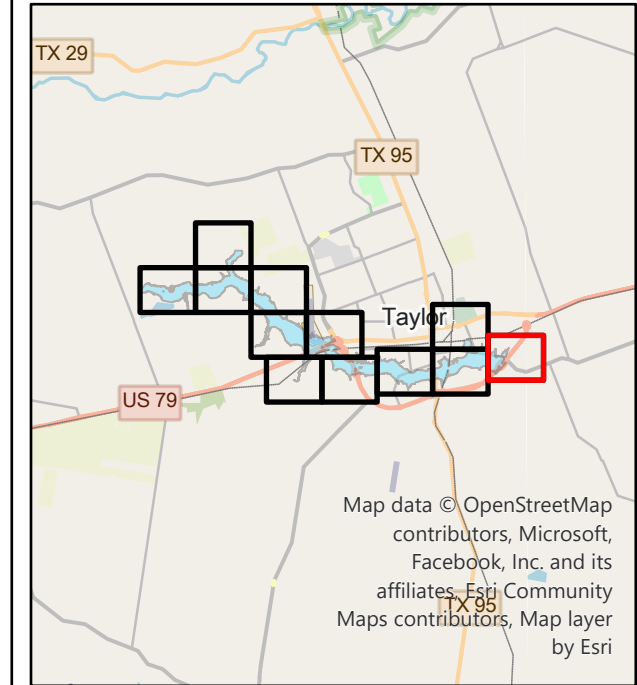 TX 29
TX 95
Taylor
US 79
Map data © OpenStreetMap
contributors, Microsoft,
Facebook, Inc. and its
affiliates, Esri Community
Maps contributors, Map layer
by Esri
TX 95